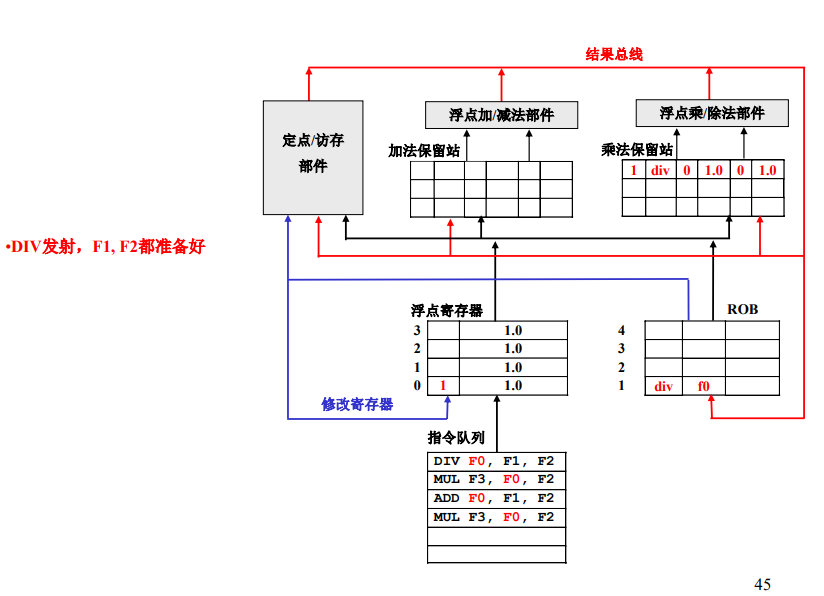 结果总线
定点/访存
部件
浮点加/减法部件
浮点乘/除法部件
加法保留站
乘法保留站
1 div 0 1.0 0 1.0
•DIV发射，F1, F2都准备好
浮点寄存器
3 1.0
2 1.0
1 1.0
0 1 1.0
ROB
4
3
2
1 div f0
修改寄存器
指令队列
DIV F0, F1, F2
MUL F3, F0, F2
ADD F0, F1, F2
MUL F3, F0, F2
45